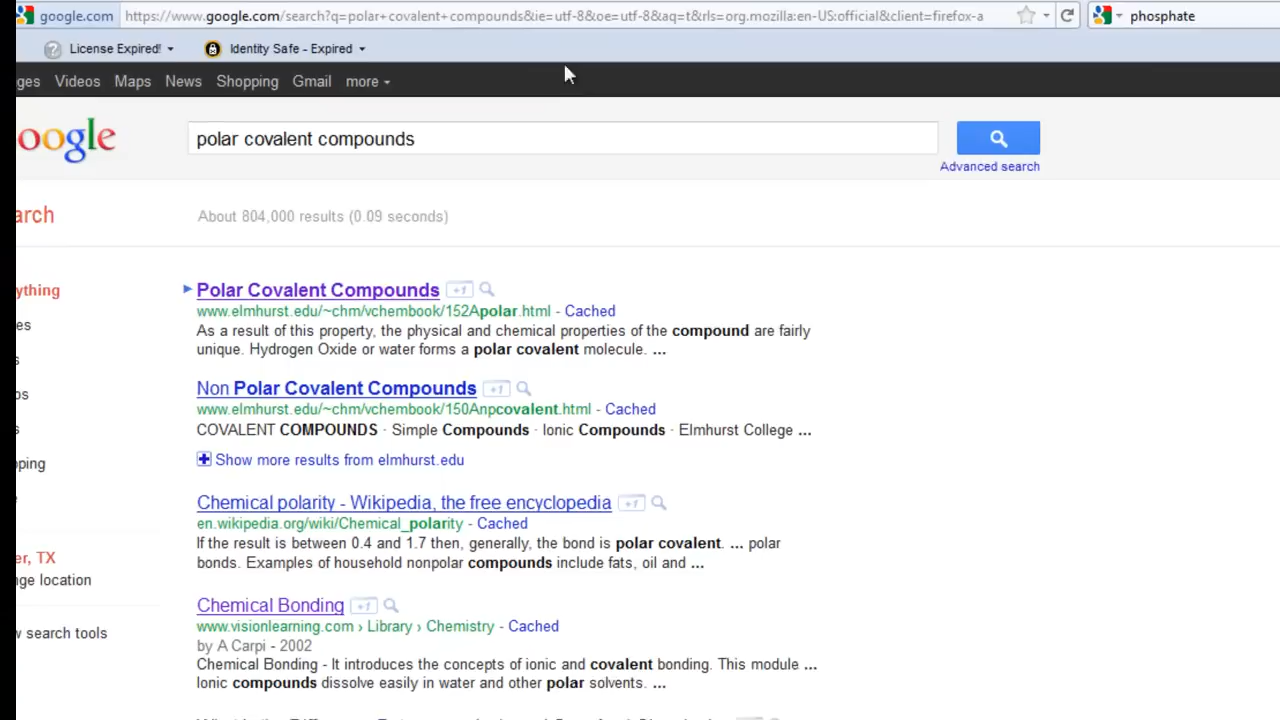 google.com https://www.google.com/search?q=polar+covalent+compounds&ie=utf-8&oe=utf-8&aq=t&rls=org.mozilla:en-US:official&client=firefox-a phosphate
License Expired! Identity Safe - Expired
ges Videos Maps News Shopping Gmail more
oogle polar covalent compounds
Advanced search
arch About 804,000 results (0.09 seconds)
ything Polar Covalent Compounds +1
www.elmhurst.edu/~chm/vchembook/152Apolar.html - Cached
es As a result of this property, the physical and chemical properties of the compound are fairly
unique. Hydrogen Oxide or water forms a polar covalent molecule. ...
s
os Non Polar Covalent Compounds +1
www.elmhurst.edu/~chm/vchembook/150Anpcovalent.html - Cached
s COVALENT COMPOUNDS · Simple Compounds · Ionic Compounds · Elmhurst College ...
pping Show more results from elmhurst.edu
Chemical polarity - Wikipedia, the free encyclopedia +1
en.wikipedia.org/wiki/Chemical_polarity - Cached
If the result is between 0.4 and 1.7 then, generally, the bond is polar covalent. ... polar
er, TX bonds. Examples of household nonpolar compounds include fats, oil and ...
nge location
Chemical Bonding +1
w search tools www.visionlearning.com › Library › Chemistry - Cached
by A Carpi - 2002
Chemical Bonding - It introduces the concepts of ionic and covalent bonding. This module ...
Ionic compounds dissolve easily in water and other polar solvents. ...